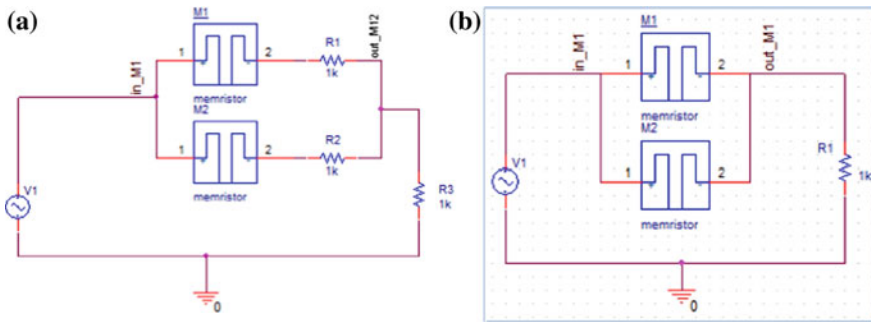 (a)
M1
in_M1
1
2
R1
1k
out_M12
memristor
M2
1
2
R2
1k
memristor
V1
R3
1k
0
(b)
M1
in_M1
1
2
out_M1
memristor
M2
1
2
memristor
V1
R1
1k
0